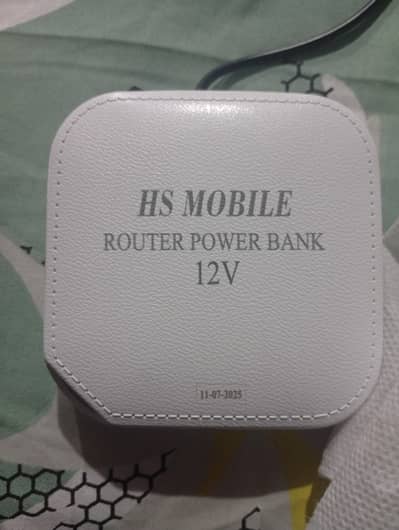 HS MOBILE
ROUTER POWER BANK
12V
11-07-2025